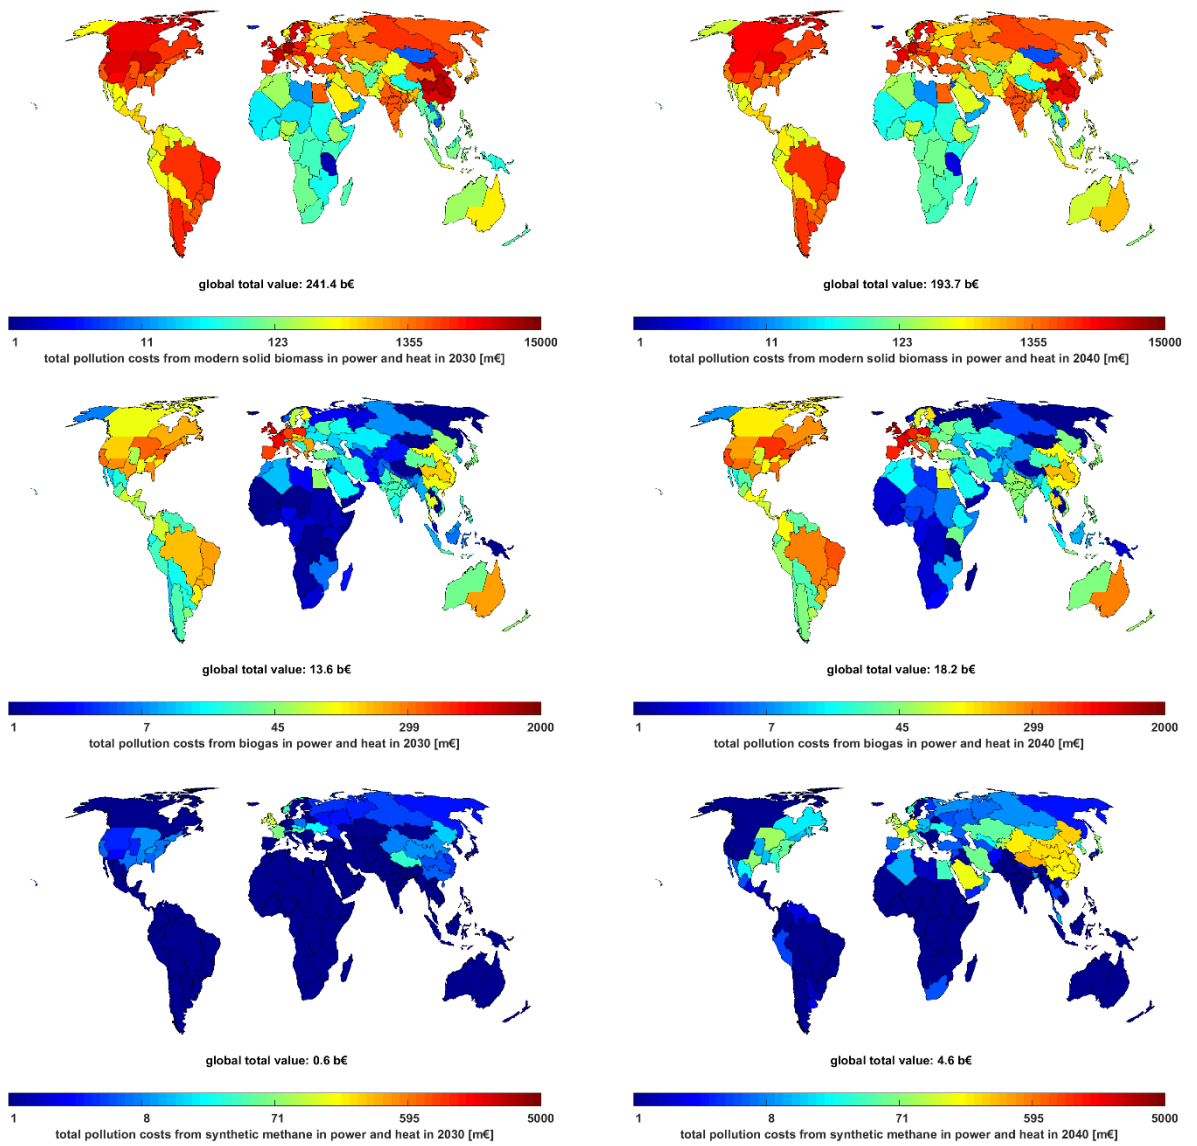 global total value: 241.4 b€
global total value: 193.7 b€
1 11 123 1355 15000
total pollution costs from modern solid biomass in power and heat in 2030 [m€]
1 11 123 1355 15000
total pollution costs from modern solid biomass in power and heat in 2040 [m€]
global total value: 13.6 b€
global total value: 18.2 b€
1 7 45 299 2000
total pollution costs from biogas in power and heat in 2030 [m€]
1 7 45 299 2000
total pollution costs from biogas in power and heat in 2040 [m€]
global total value: 0.6 b€
global total value: 4.6 b€
1 8 71 595 5000
total pollution costs from synthetic methane in power and heat in 2030 [m€]
1 8 71 595 5000
total pollution costs from synthetic methane in power and heat in 2040 [m€]